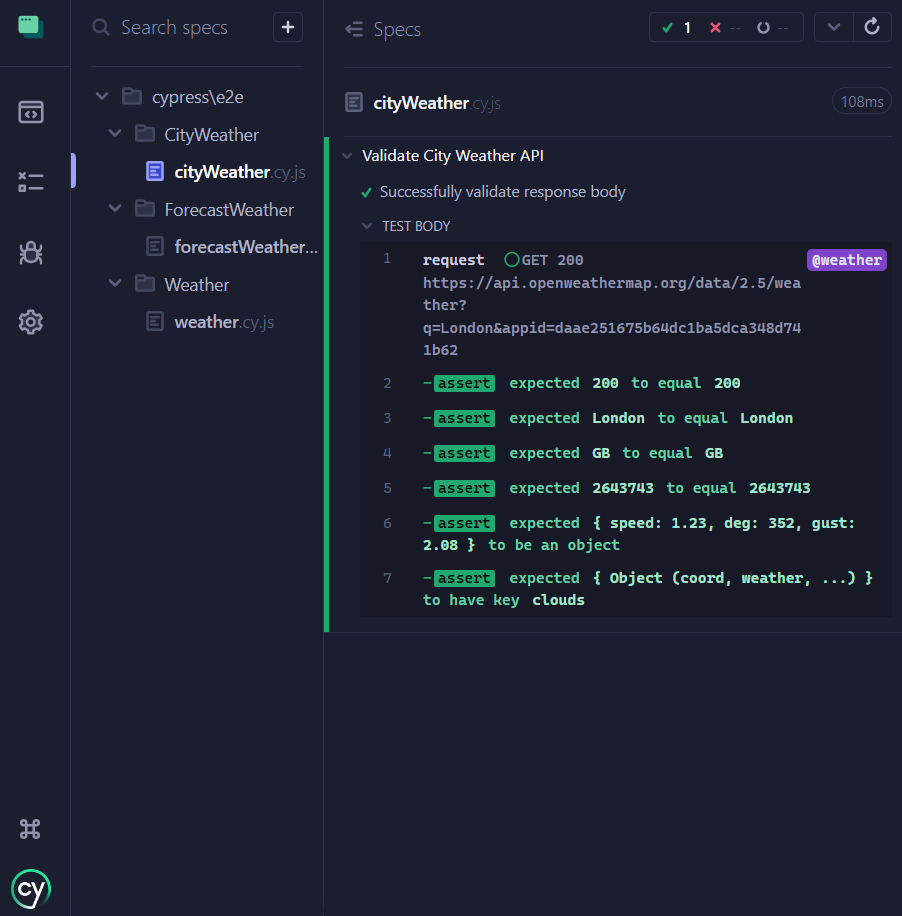 Search specs
+
cypress\e2e
CityWeather
cityWeather.cy.js
ForecastWeather
forecastWeather...
Weather
weather.cy.js
cy
Specs
1 -- --
cityWeather.cy.js
108ms
Validate City Weather API
Successfully validate response body
TEST BODY
1 request GET 200 @weather
https://api.openweathermap.org/data/2.5/wea
ther?
q=London&appid=daae251675b64dc1ba5dca348d74
1b62
2 -assert expected 200 to equal 200
3 -assert expected London to equal London
4 -assert expected GB to equal GB
5 -assert expected 2643743 to equal 2643743
6 -assert expected { speed: 1.23, deg: 352, gust:
2.08 } to be an object
7 -assert expected { Object (coord, weather, ...) }
to have key clouds